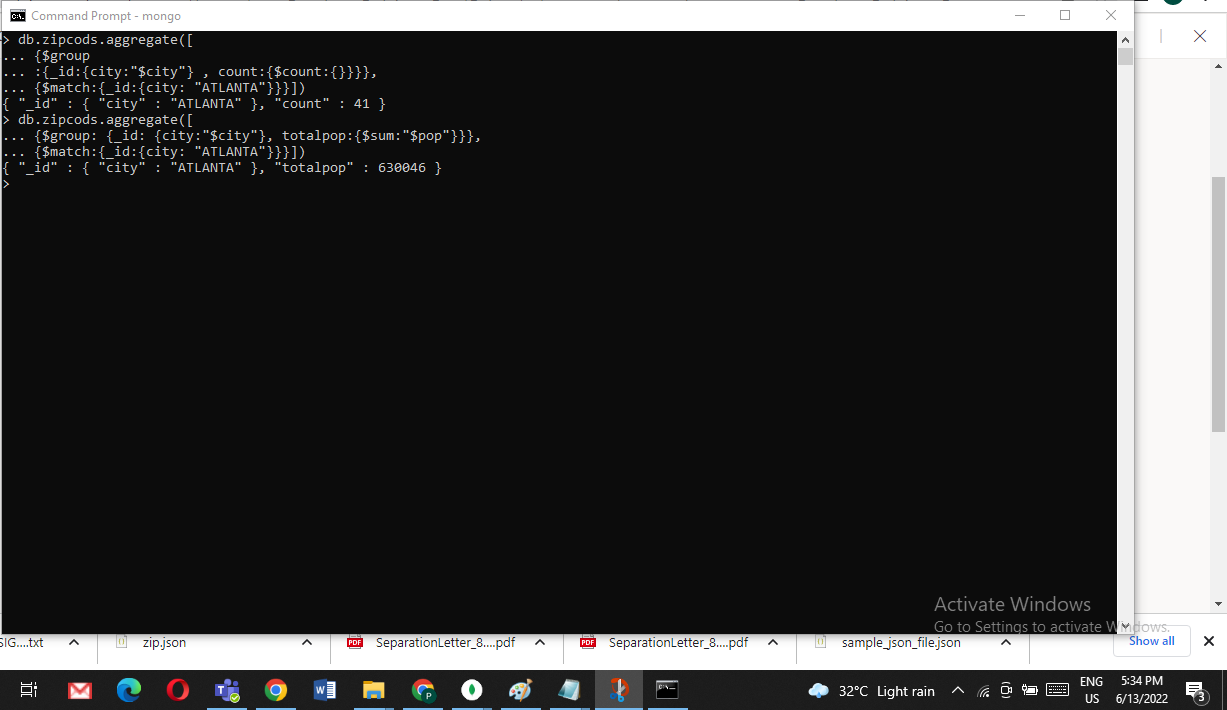 Command Prompt - mongo
> db.zipcods.aggregate([
... {$group
... :{_id:{city:"$city"} , count:{$count:{}}}},
... {$match:{_id:{city: "ATLANTA"}}}])
{ "_id" : { "city" : "ATLANTA" }, "count" : 41 }
> db.zipcods.aggregate([
... {$group: {_id: {city:"$city"}, totalpop:{$sum:"$pop"}}},
... {$match:{_id:{city: "ATLANTA"}}}])
{ "_id" : { "city" : "ATLANTA" }, "totalpop" : 630046 }
>
Activate Windows
Go to Settings to activate Windows.
SIG....txt zip.json SeparationLetter_8....pdf SeparationLetter_8....pdf sample_json_file.json Show all
32°C Light rain ENG US 5:34 PM 6/13/2022 3